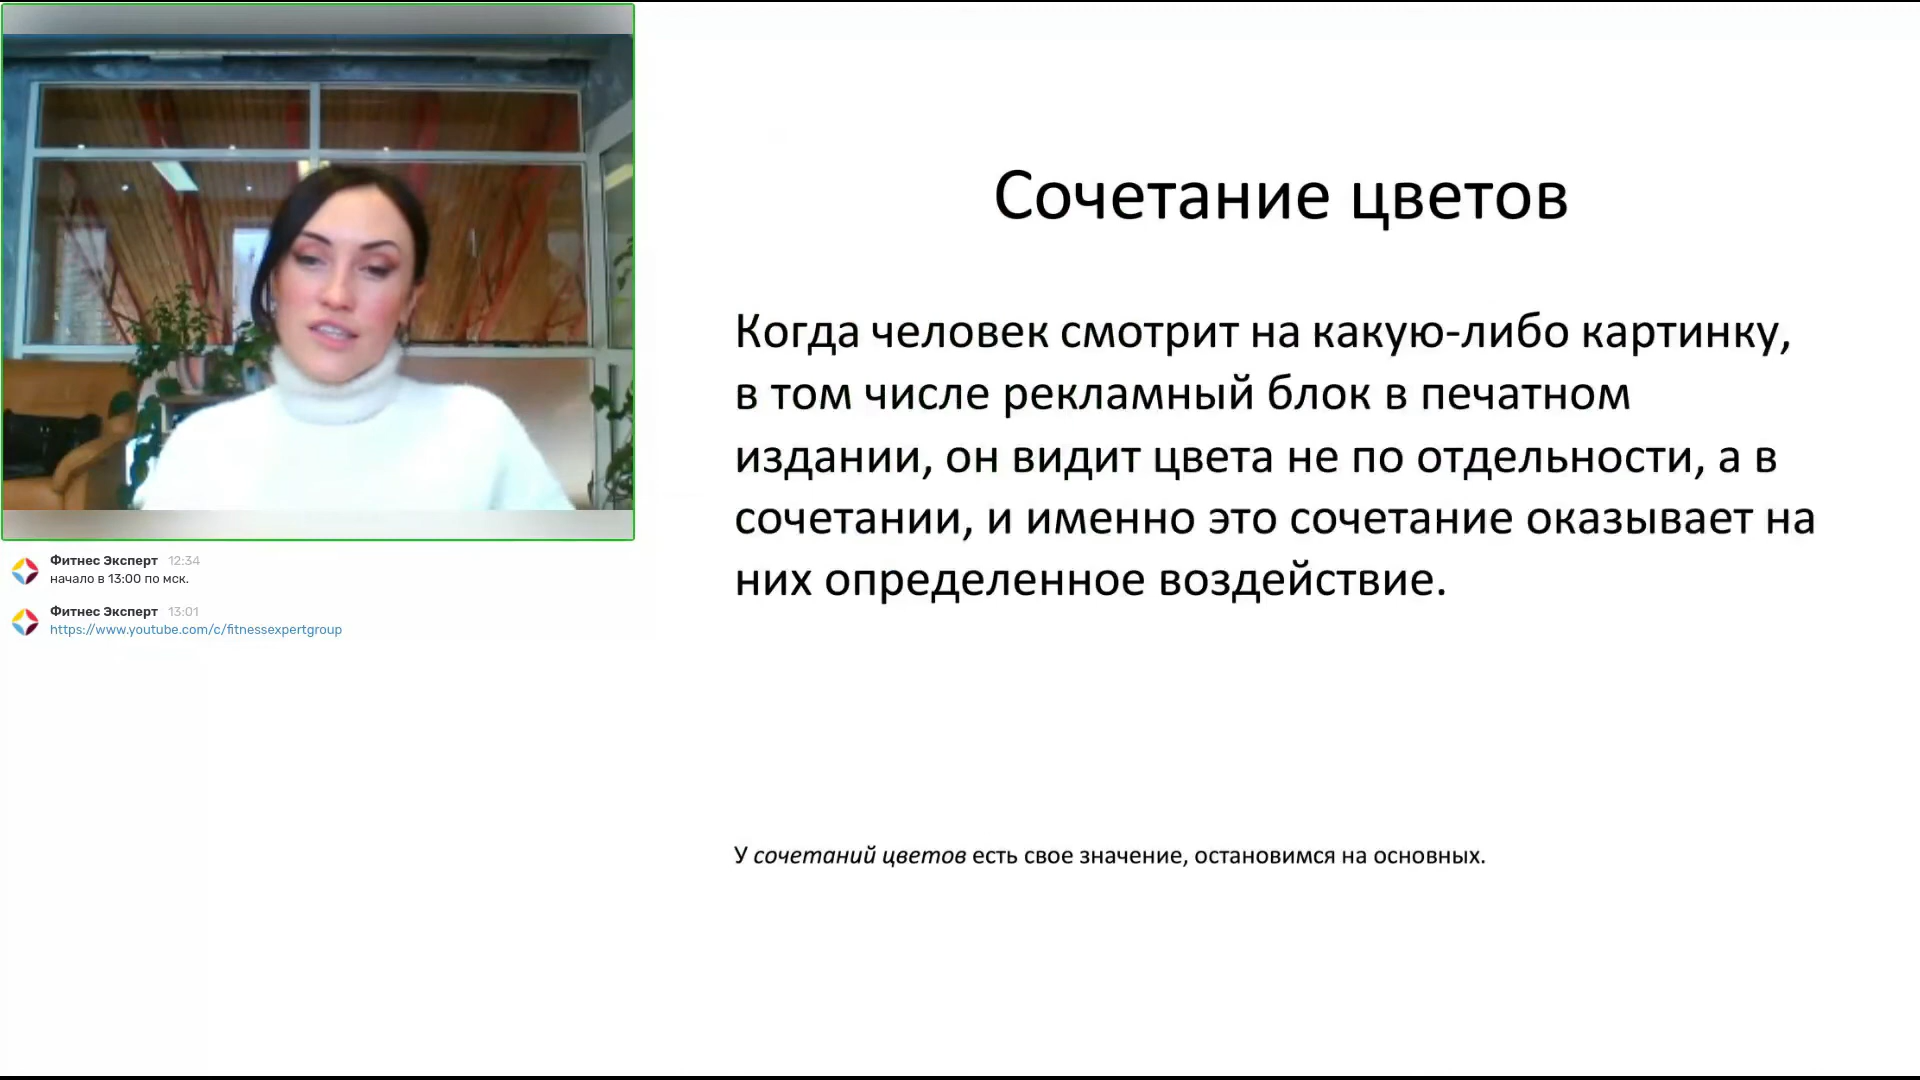 Сочетание цветов
Когда человек смотрит на какую-либо картинку,
в том числе рекламный блок в печатном
издании, он видит цвета не по отдельности, а в
сочетании, и именно это сочетание оказывает на
них определенное воздействие.
У сочетаний цветов есть свое значение, остановимся на основных.
Фитнес Эксперт 12:34
начало в 13:00 по мск.
Фитнес Эксперт 13:01
https://www.youtube.com/c/fitnessexpertgroup